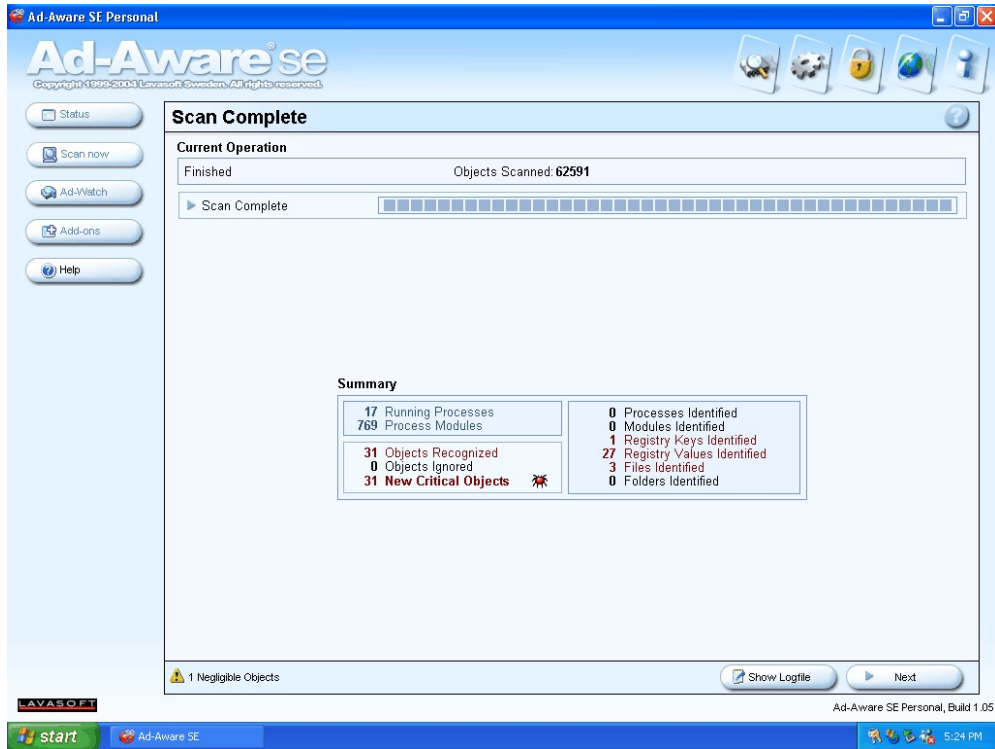 Ad-Aware SE Personal
Ad-Aware SE
Copyright 1999-2004 Lavasoft Sweden. All rights reserved.
Status
Scan now
Ad-Watch
Add-ons
Help
Scan Complete
Current Operation
Finished Objects Scanned: 62591
Scan Complete
Summary
17 Running Processes
769 Process Modules
31 Objects Recognized
0 Objects Ignored
31 New Critical Objects
0 Processes Identified
0 Modules Identified
1 Registry Keys Identified
27 Registry Values Identified
3 Files Identified
0 Folders Identified
1 Negligible Objects
Show Logfile
Next
LAVASOFT
Ad-Aware SE Personal, Build 1.05
start
Ad-Aware SE
5:24 PM